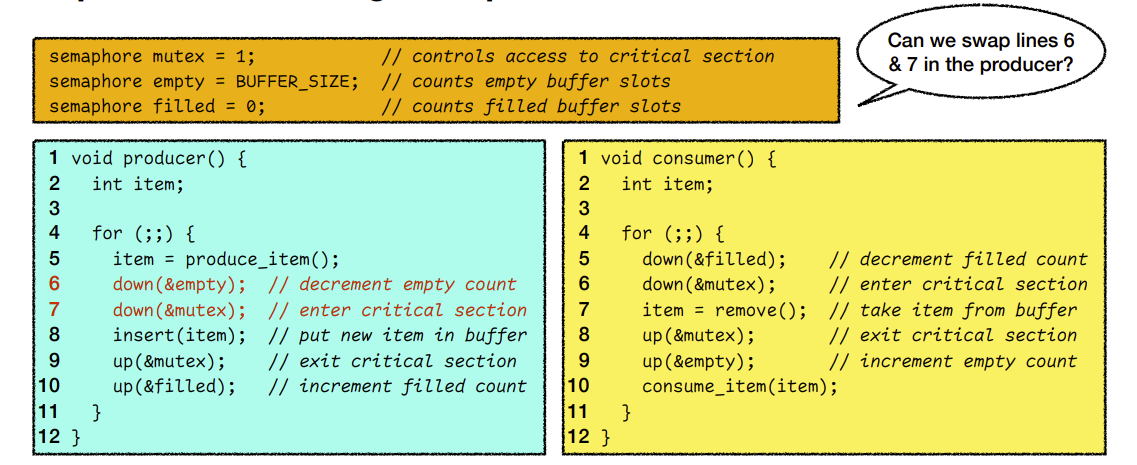 semaphore mutex = 1;            // controls access to critical section
semaphore empty = BUFFER_SIZE;  // counts empty buffer slots
semaphore filled = 0;           // counts filled buffer slots
Can we swap lines 6
& 7 in the producer?
1 void producer() {
2   int item;
3
4   for (;;) {
5     item = produce_item();
6     down(&empty);  // decrement empty count
7     down(&mutex);  // enter critical section
8     insert(item);  // put new item in buffer
9     up(&mutex);    // exit critical section
10     up(&filled);   // increment filled count
11   }
12 }
1 void consumer() {
2   int item;
3
4   for (;;) {
5     down(&filled);     // decrement filled count
6     down(&mutex);      // enter critical section
7     item = remove();  // take item from buffer
8     up(&mutex);        // exit critical section
9     up(&empty);        // increment empty count
10     consume_item(item);
11   }
12 }